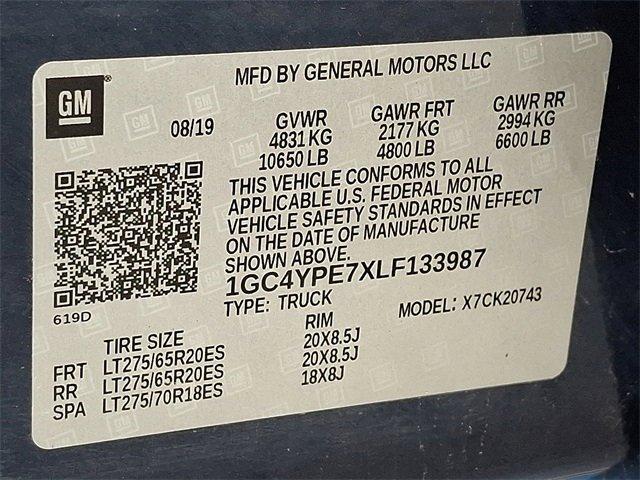 MFD BY GENERAL MOTORS LLC
GM
08/19
GVWR GAWR FRT GAWR RR
4831 KG 2177 KG 2994 KG
10650 LB 4800 LB 6600 LB
THIS VEHICLE CONFORMS TO ALL
APPLICABLE U.S. FEDERAL MOTOR
VEHICLE SAFETY STANDARDS IN EFFECT
ON THE DATE OF MANUFACTURE
SHOWN ABOVE.
1GC4YPE7XLF133987
619D
TYPE: TRUCK MODEL: X7CK20743
TIRE SIZE RIM
FRT LT275/65R20ES 20X8.5J
RR LT275/65R20ES 20X8.5J
SPA LT275/70R18ES 18X8J